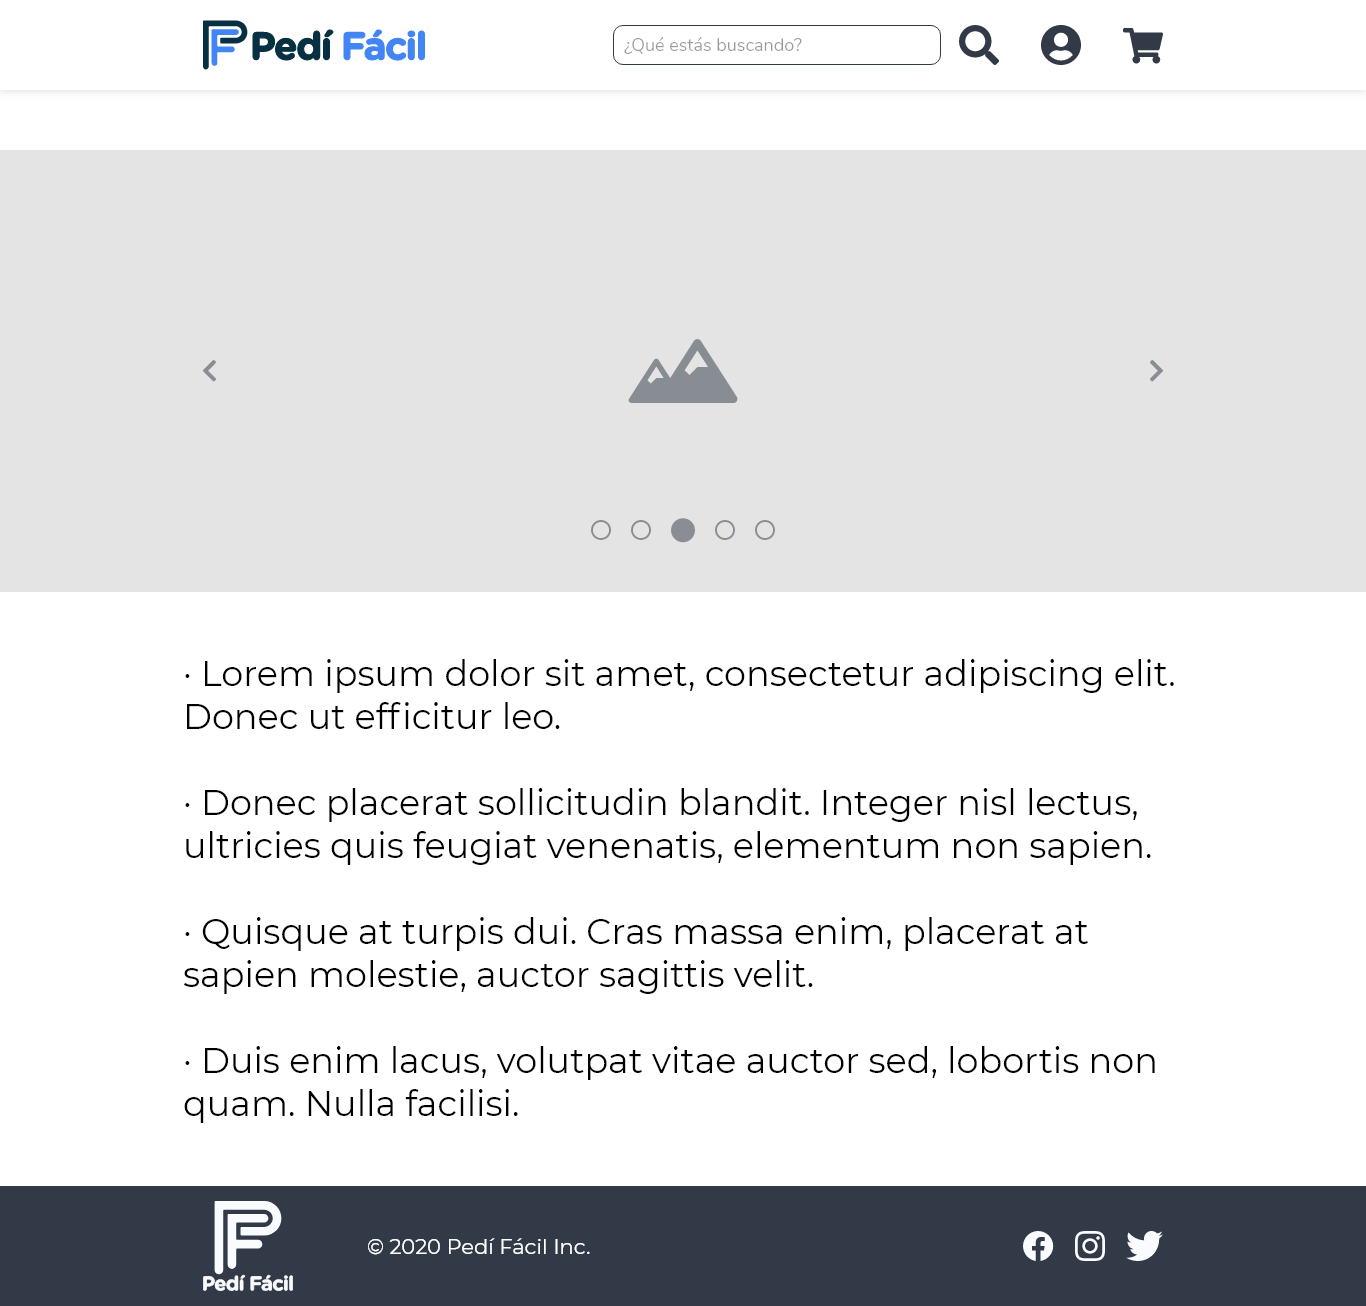 Pedí Fácil
¿Qué estás buscando?
· Lorem ipsum dolor sit amet, consectetur adipiscing elit.
Donec ut efficitur leo.
· Donec placerat sollicitudin blandit. Integer nisl lectus,
ultricies quis feugiat venenatis, elementum non sapien.
· Quisque at turpis dui. Cras massa enim, placerat at
sapien molestie, auctor sagittis velit.
· Duis enim lacus, volutpat vitae auctor sed, lobortis non
quam. Nulla facilisi.
Pedí Fácil
© 2020 Pedí Fácil Inc.